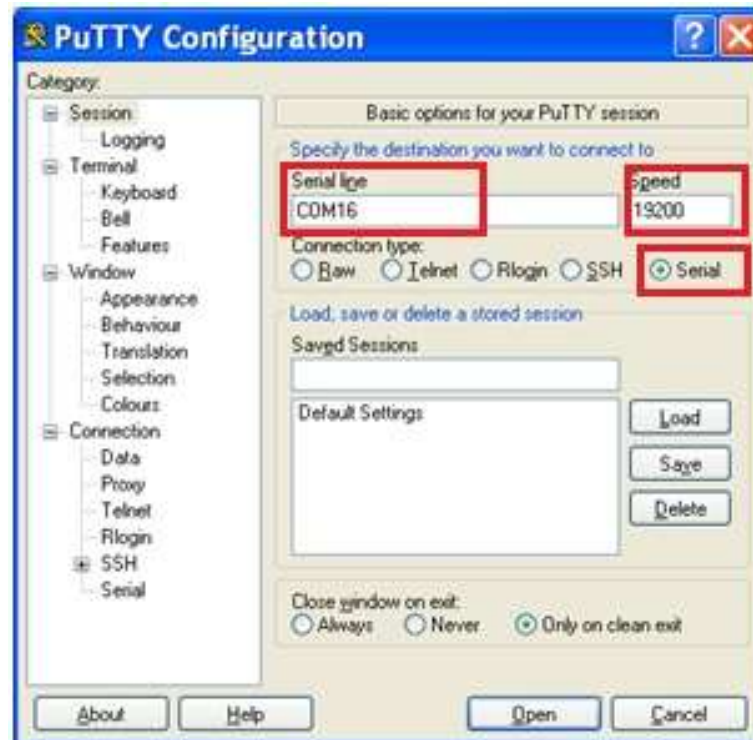 PuTTY Configuration
?
Category:
Session
Logging
Terminal
Keyboard
Bell
Features
Window
Appearance
Behaviour
Translation
Selection
Colours
Connection
Data
Proxy
Telnet
Rlogin
SSH
Serial
Basic options for your PuTTY session
Specify the destination you want to connect to
Serial line Speed
COM16 19200
Connection type:
Raw Telnet Rlogin SSH Serial
Load, save or delete a stored session
Saved Sessions
Default Settings
Load
Save
Delete
Close window on exit:
Always Never Only on clean exit
About Help Open Cancel